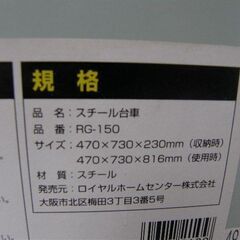 規格
品名：スチール台車
品番：RG-150
サイズ：470×730×230mm（収納時）
470×730×816mm（使用時）
材質：スチール
販売元：ロイヤルホームセンター株式会
大阪市北区梅田3丁目3番5号